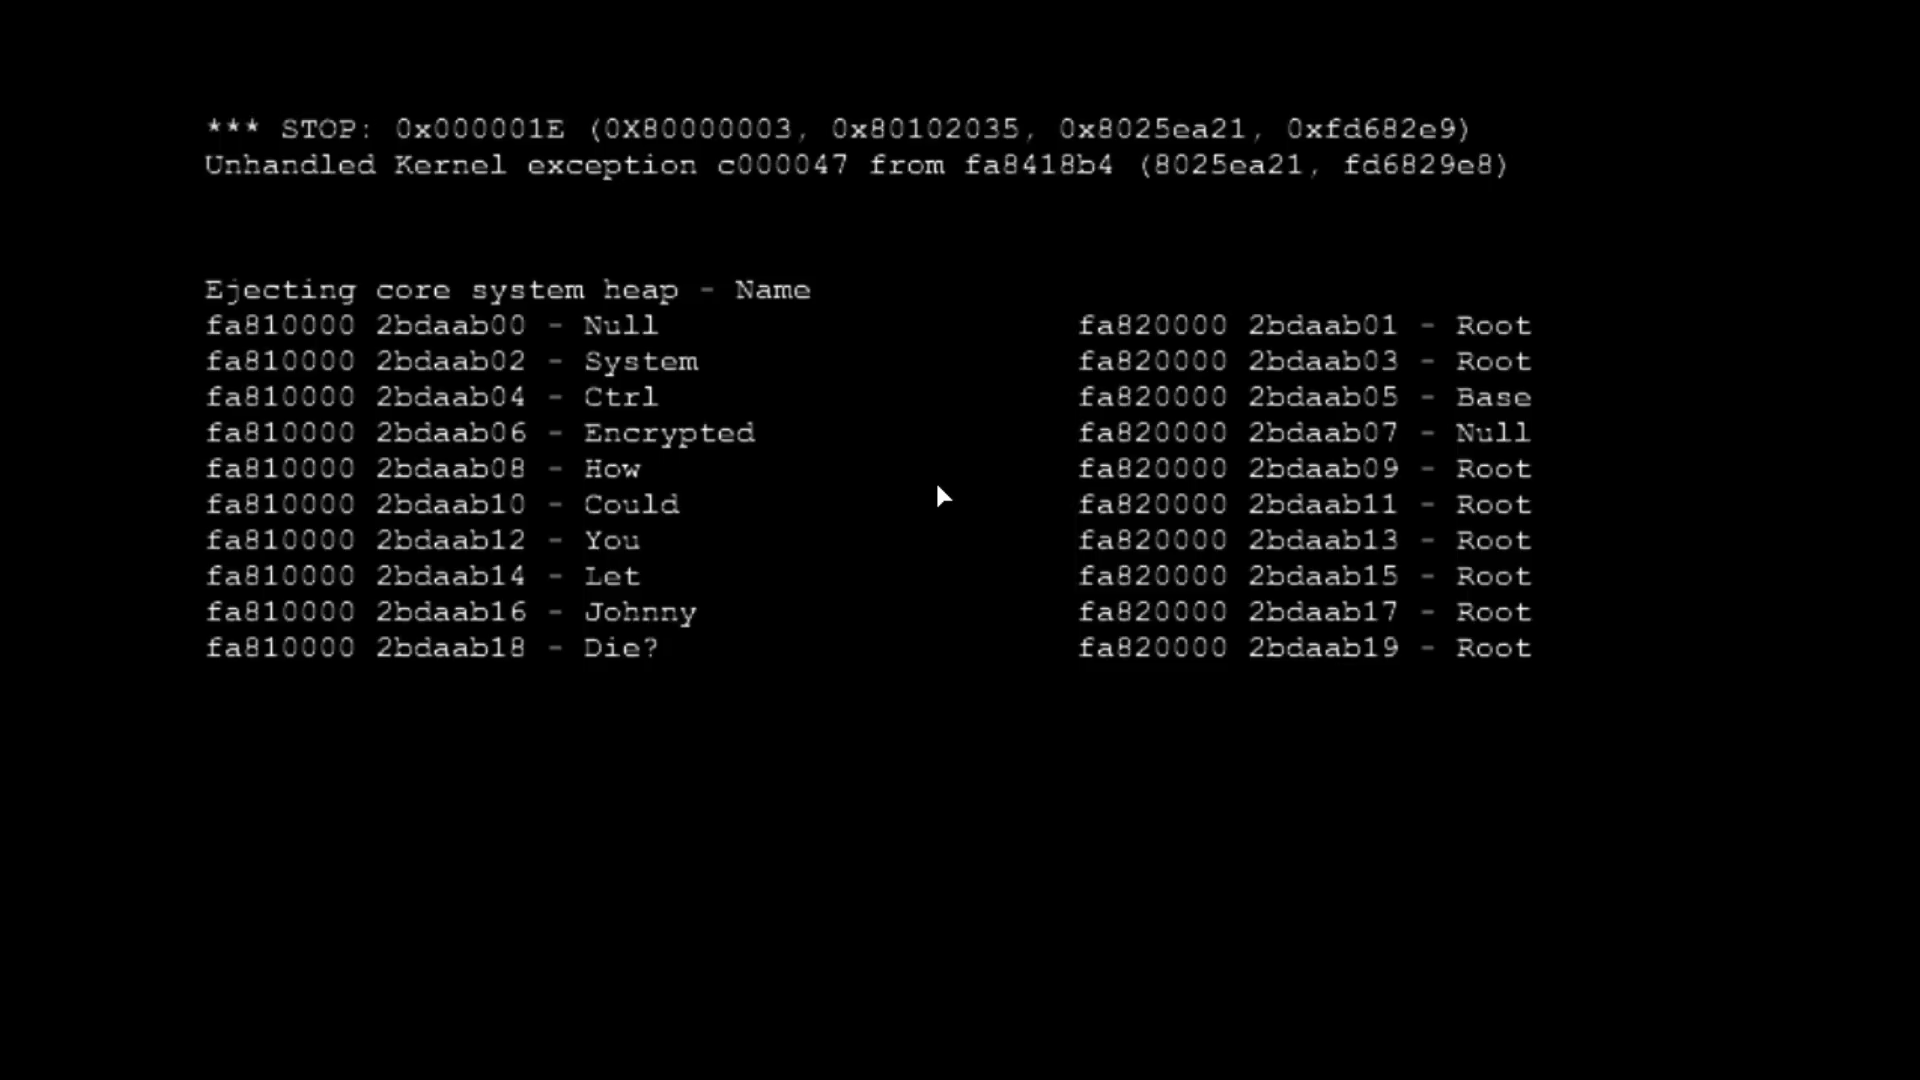 *** STOP: 0x000001E (0X80000003, 0x80102035, 0x8025ea21, 0xfd682e9)
Unhandled Kernel exception c000047 from fa8418b4 (8025ea21, fd6829e8)
Ejecting core system heap - Name
fa810000 2bdaab00 - Null fa820000 2bdaab01 - Root
fa810000 2bdaab02 - System fa820000 2bdaab03 - Root
fa810000 2bdaab04 - Ctrl fa820000 2bdaab05 - Base
fa810000 2bdaab06 - Encrypted fa820000 2bdaab07 - Null
fa810000 2bdaab08 - How fa820000 2bdaab09 - Root
fa810000 2bdaab10 - Could fa820000 2bdaab11 - Root
fa810000 2bdaab12 - You fa820000 2bdaab13 - Root
fa810000 2bdaab14 - Let fa820000 2bdaab15 - Root
fa810000 2bdaab16 - Johnny fa820000 2bdaab17 - Root
fa810000 2bdaab18 - Die? fa820000 2bdaab19 - Root